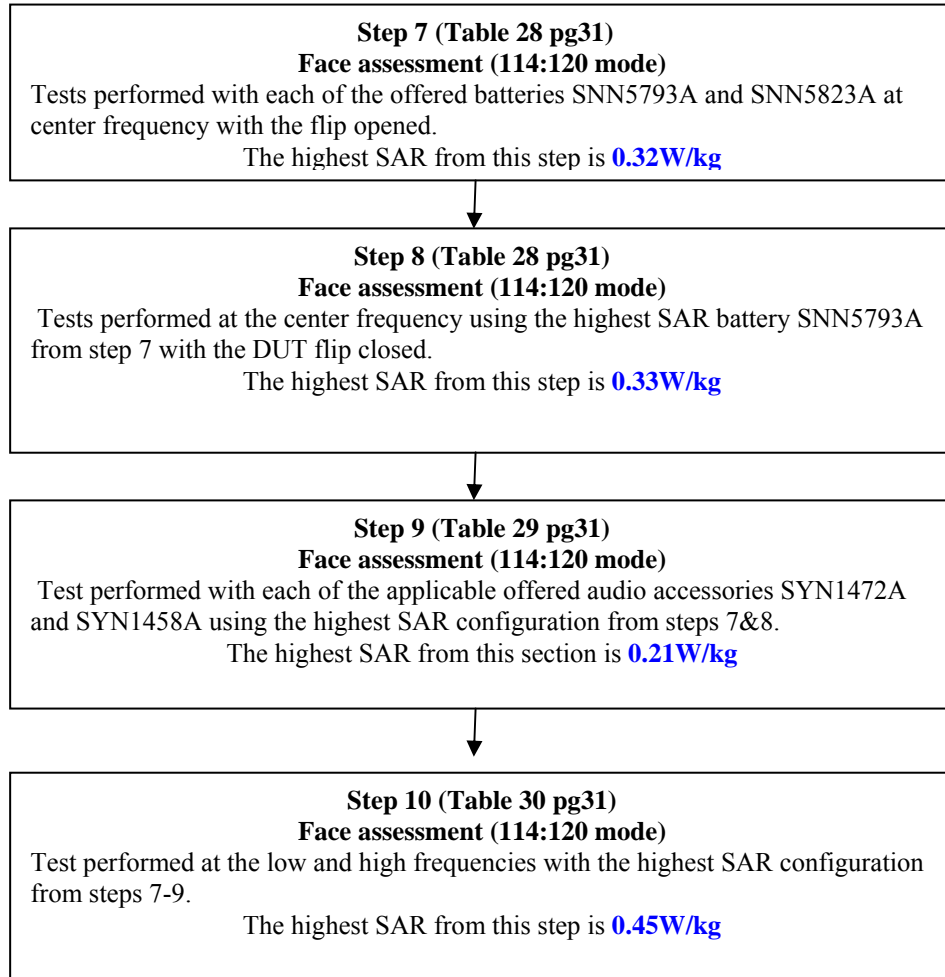 Step 7 (Table 28 pg31)
Face assessment (114:120 mode)
Tests performed with each of the offered batteries SNN5793A and SNN5823A at
center frequency with the flip opened.
The highest SAR from this step is 0.32W/kg
Step 8 (Table 28 pg31)
Face assessment (114:120 mode)
Tests performed at the center frequency using the highest SAR battery SNN5793A
from step 7 with the DUT flip closed.
The highest SAR from this step is 0.33W/kg
Step 9 (Table 29 pg31)
Face assessment (114:120 mode)
Test performed with each of the applicable offered audio accessories SYN1472A
and SYN1458A using the highest SAR configuration from steps 7&8.
The highest SAR from this section is 0.21W/kg
Step 10 (Table 30 pg31)
Face assessment (114:120 mode)
Test performed at the low and high frequencies with the highest SAR configuration
from steps 7-9.
The highest SAR from this step is 0.45W/kg